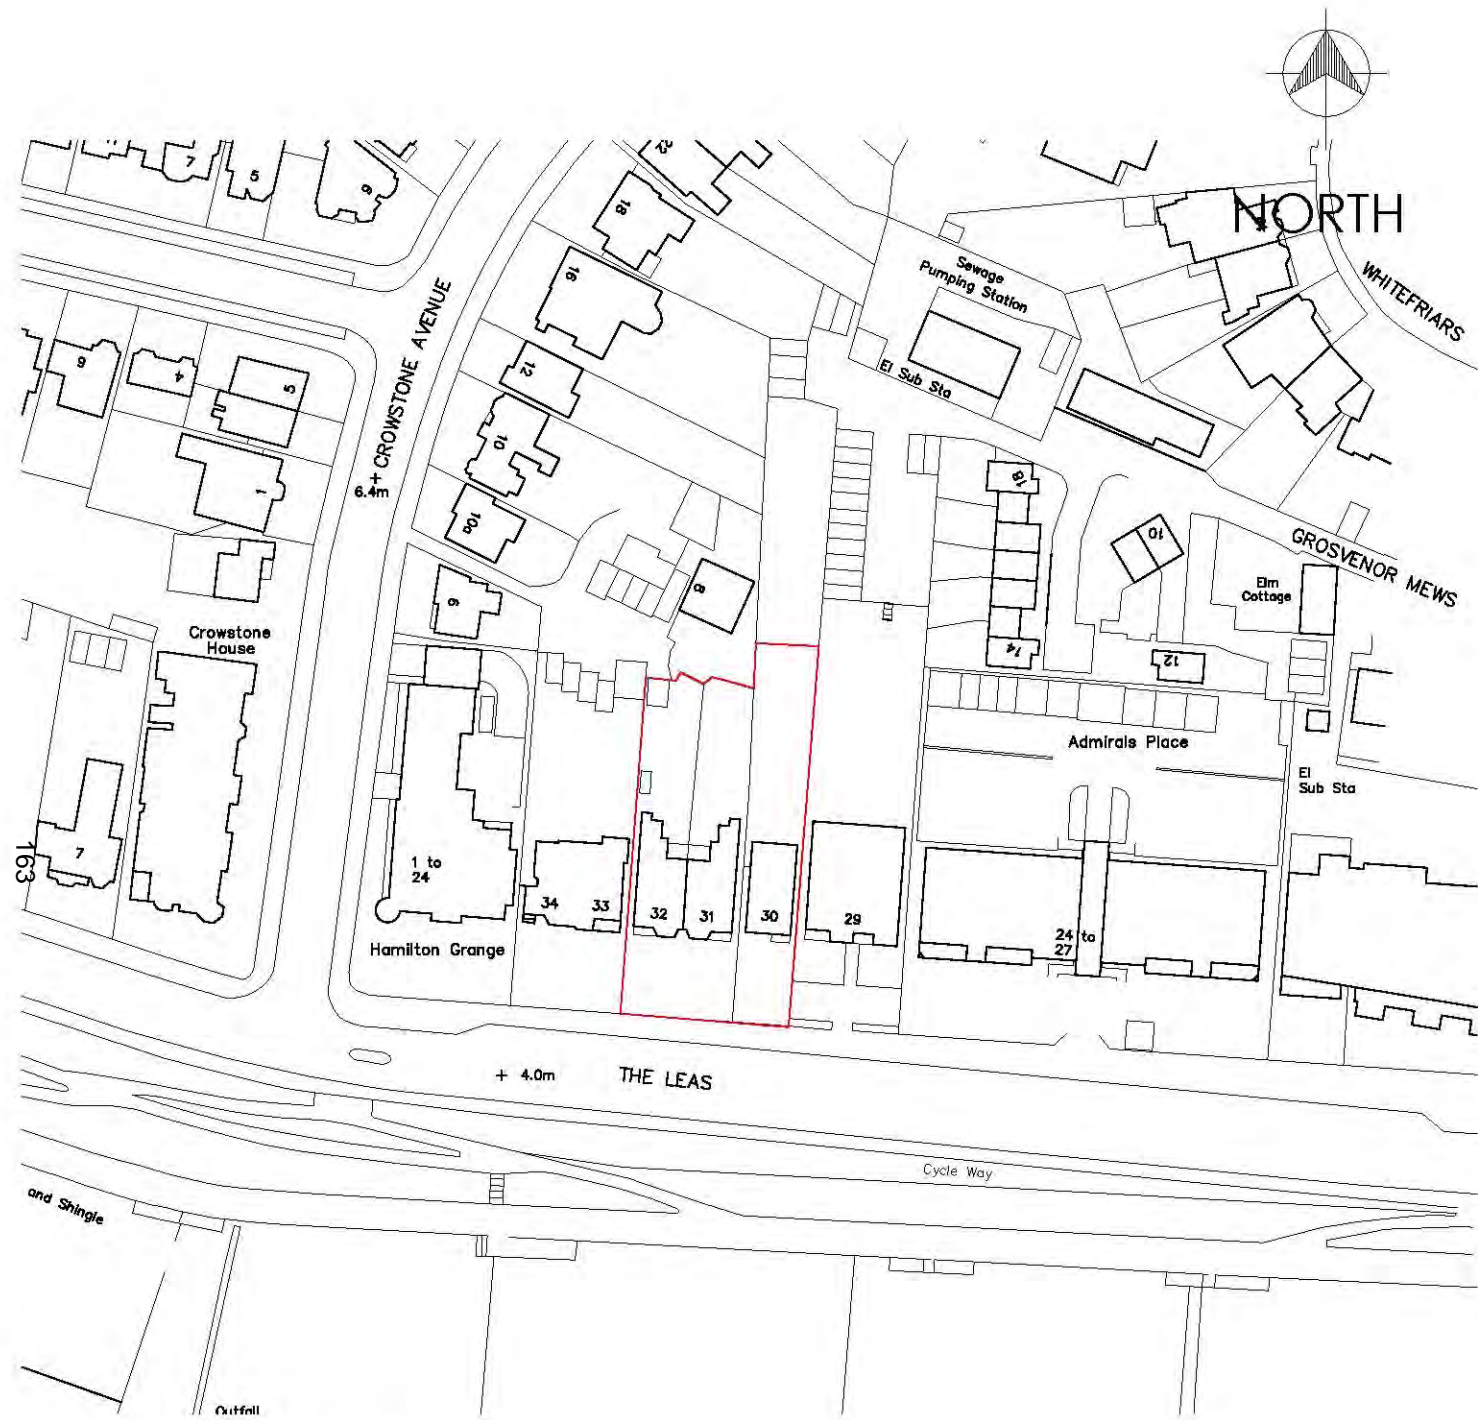 NORTH
22
7
5
6
18
Sewage
Pumping Station
WHITEFRIARS
16
CROWSTONE AVENUE
El Sub Sta
9
4
5
12
10
1
+
6.4m
10a
18
10
GROSVENOR MEWS
Elm
Cottage
8
6
Crowstone
House
14
12
Admirals Place
El
Sub Sta
7
163
1 to
24
34
33
32
31
30
29
24 to
27
Hamilton Grange
+ 4.0m
THE LEAS
Cycle Way
and Shingle
Outfall